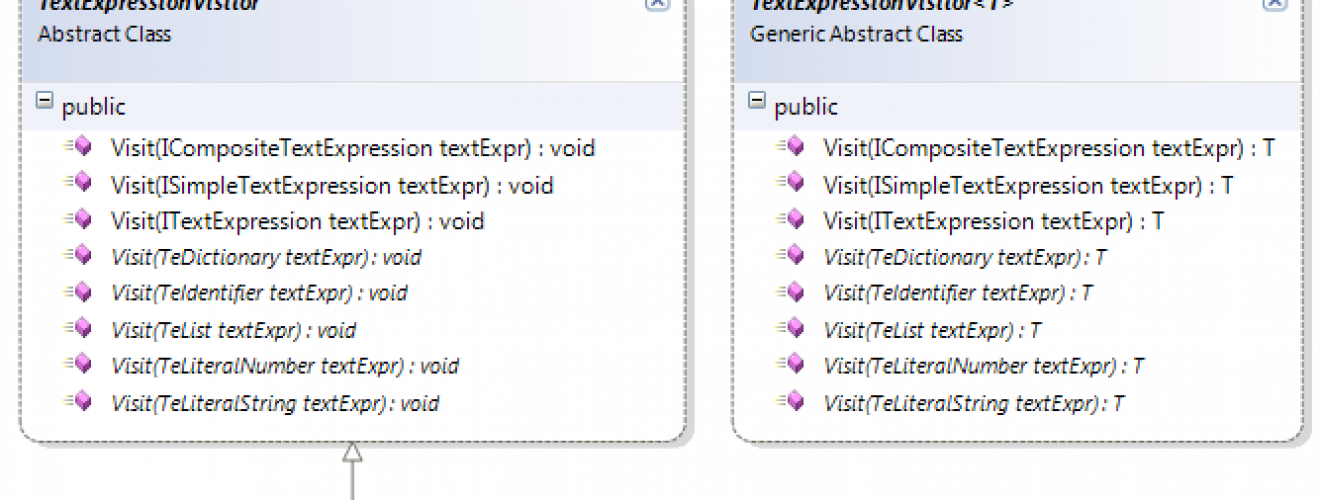 TextExpressionVisitor
Abstract Class
public
Visit(ICompositeTextExpression textExpr) : void
Visit(ISimpleTextExpression textExpr) : void
Visit(ITextExpression textExpr) : void
Visit(TeDictionary textExpr) : void
Visit(TeIdentifier textExpr) : void
Visit(TeList textExpr) : void
Visit(TeLiteralNumber textExpr) : void
Visit(TeLiteralString textExpr) : void
TextExpressionVisitor<T>
Generic Abstract Class
public
Visit(ICompositeTextExpression textExpr) : T
Visit(ISimpleTextExpression textExpr) : T
Visit(ITextExpression textExpr) : T
Visit(TeDictionary textExpr) : T
Visit(TeIdentifier textExpr) : T
Visit(TeList textExpr) : T
Visit(TeLiteralNumber textExpr) : T
Visit(TeLiteralString textExpr) : T